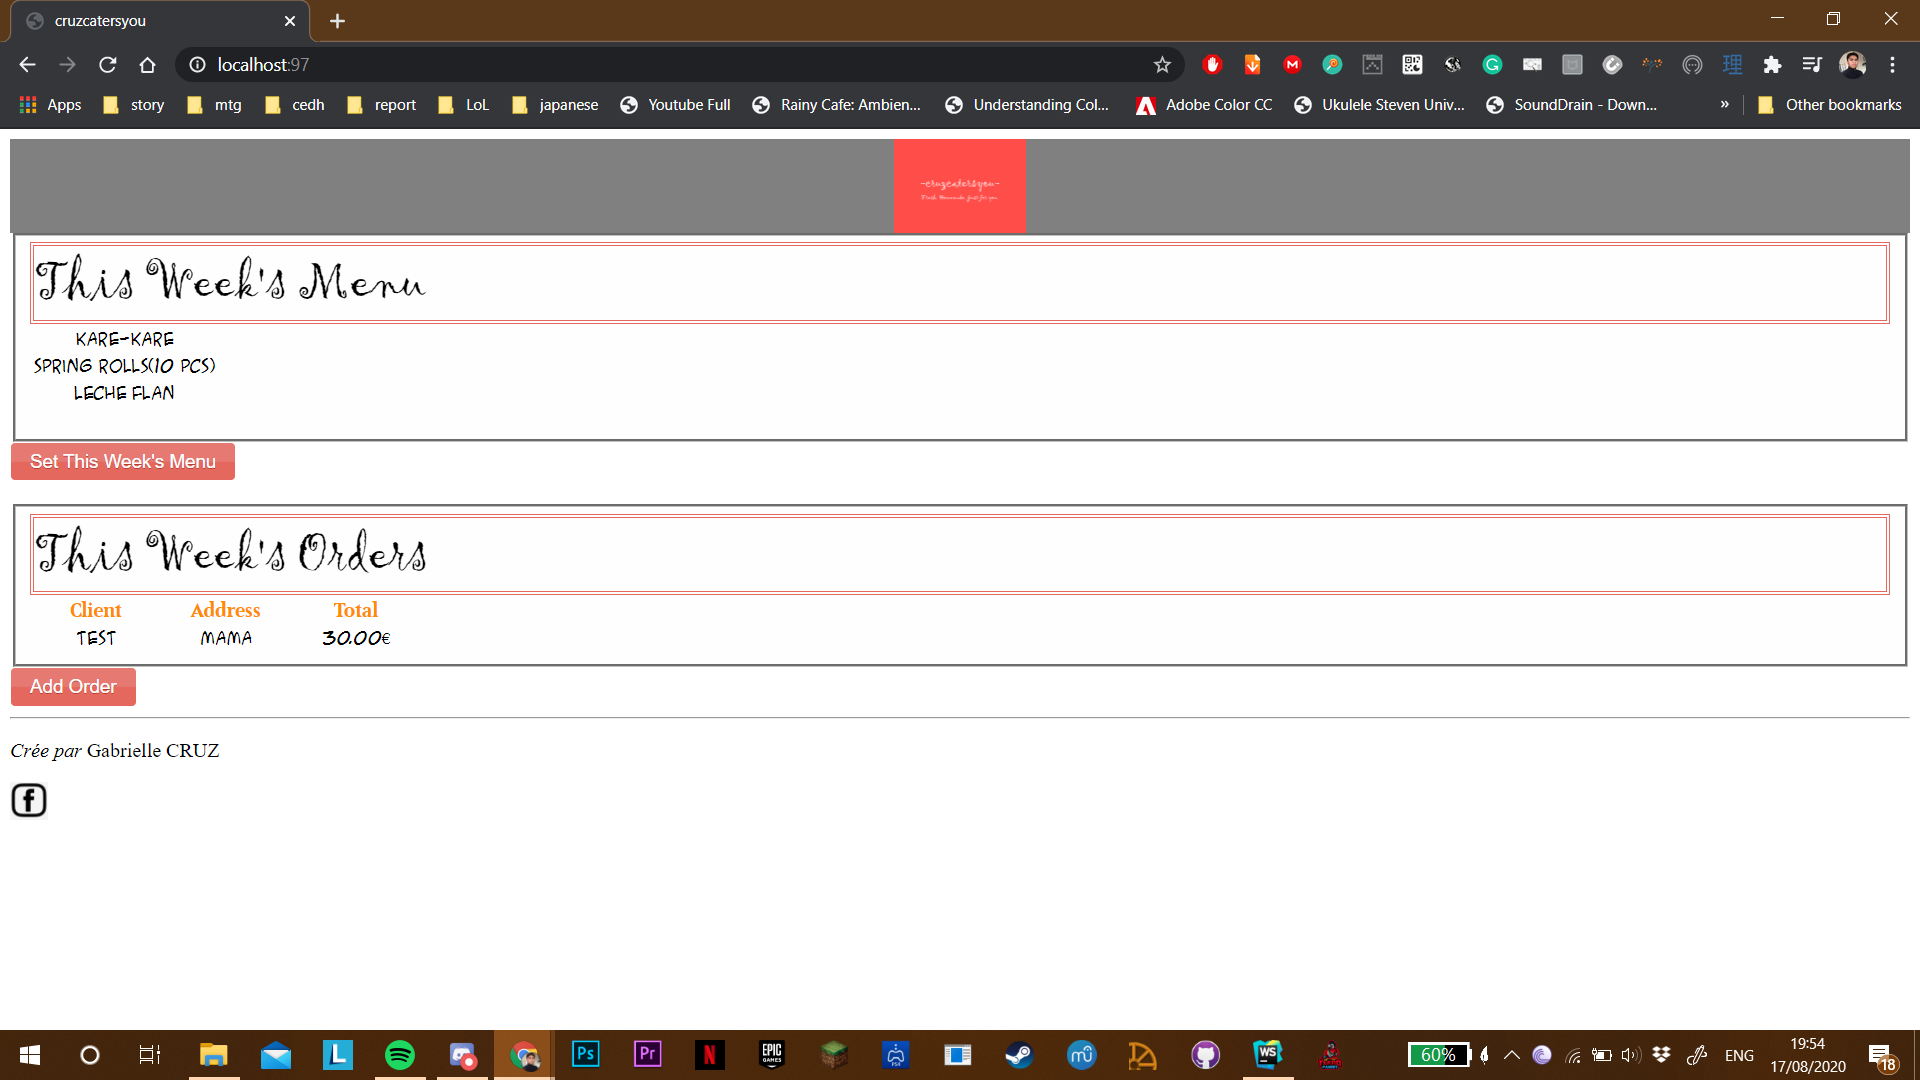 cruzcatersyou
localhost:97
Apps story mtg cedh report LoL japanese Youtube Full Rainy Cafe: Ambien... Understanding Col... Adobe Color CC Ukulele Steven Univ... SoundDrain - Down... » Other bookmarks
-cruzcatersyou-
This Week's Menu
KARE-KARE
SPRING ROLLS(10 PCS)
LECHE FLAN
Set This Week's Menu
This Week's Orders
Client Address Total
TEST MAMA 30.00€
Add Order
Crée par Gabrielle CRUZ
60% ENG 19:54
17/08/2020 18